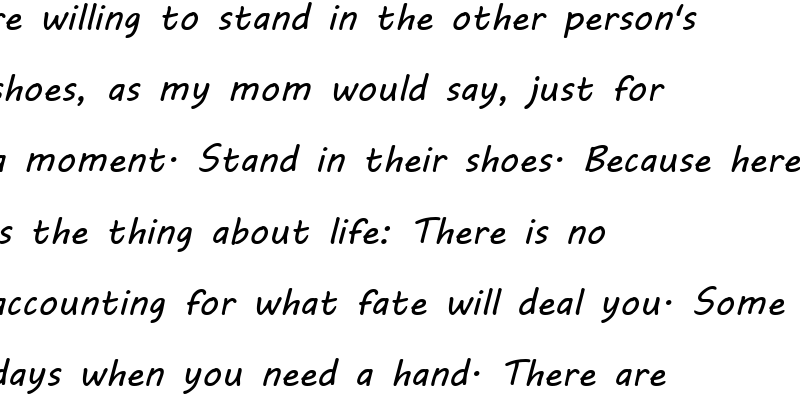 re willing to stand in the other person's
shoes, as my mom would say, just for
a moment. Stand in their shoes. Because here
s the thing about life: There is no
accounting for what fate will deal you. Some
days when you need a hand. There are